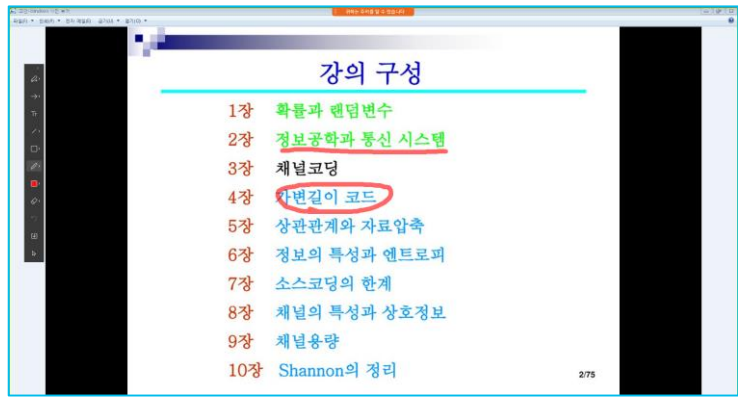 강의 구성
1장 확률과 랜덤변수
2장 정보공학과 통신 시스템
3장 채널코딩
4장 가변길이 코드
5장 상관관계와 자료압축
6장 정보의 특성과 엔트로피
7장 소스코딩의 한계
8장 채널의 특성과 상호정보
9장 채널용량
10장 Shannon의 정리
2/75